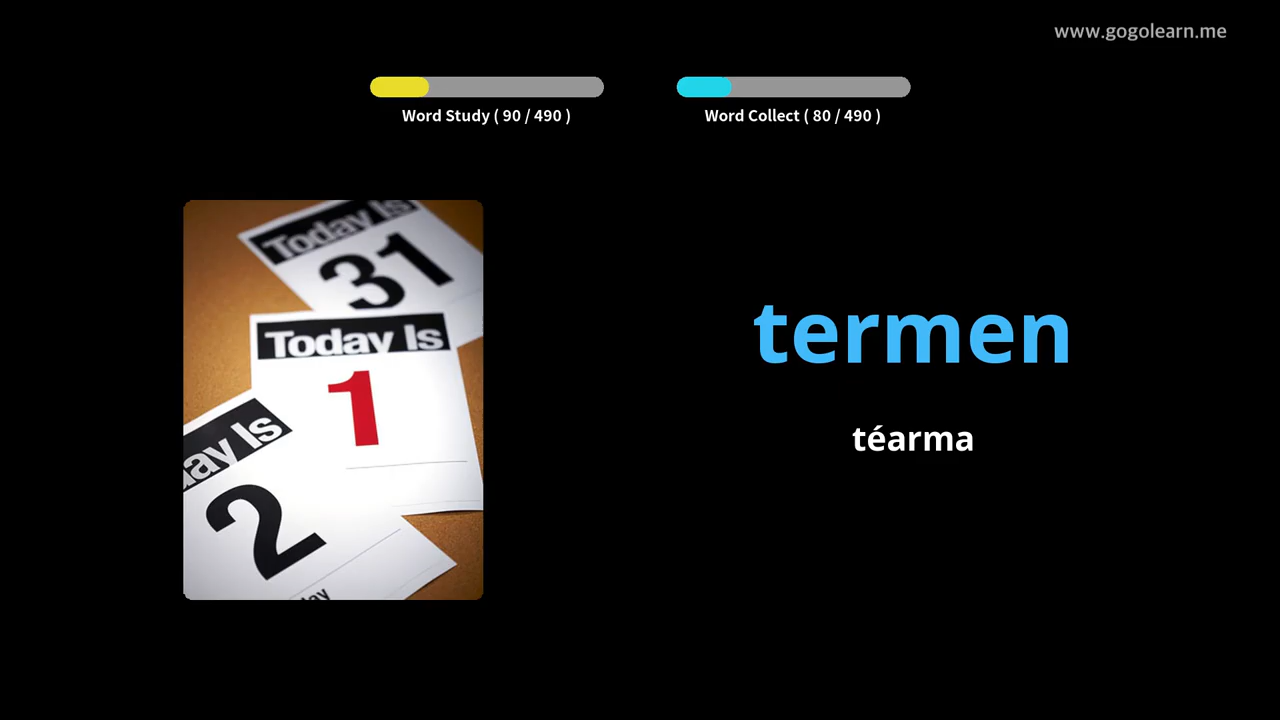 www.gogolearn.me
Word Study ( 90 / 490 )
Word Collect ( 80 / 490 )
Today Is
31
Today Is
1
ay Is
2
termen
téarma